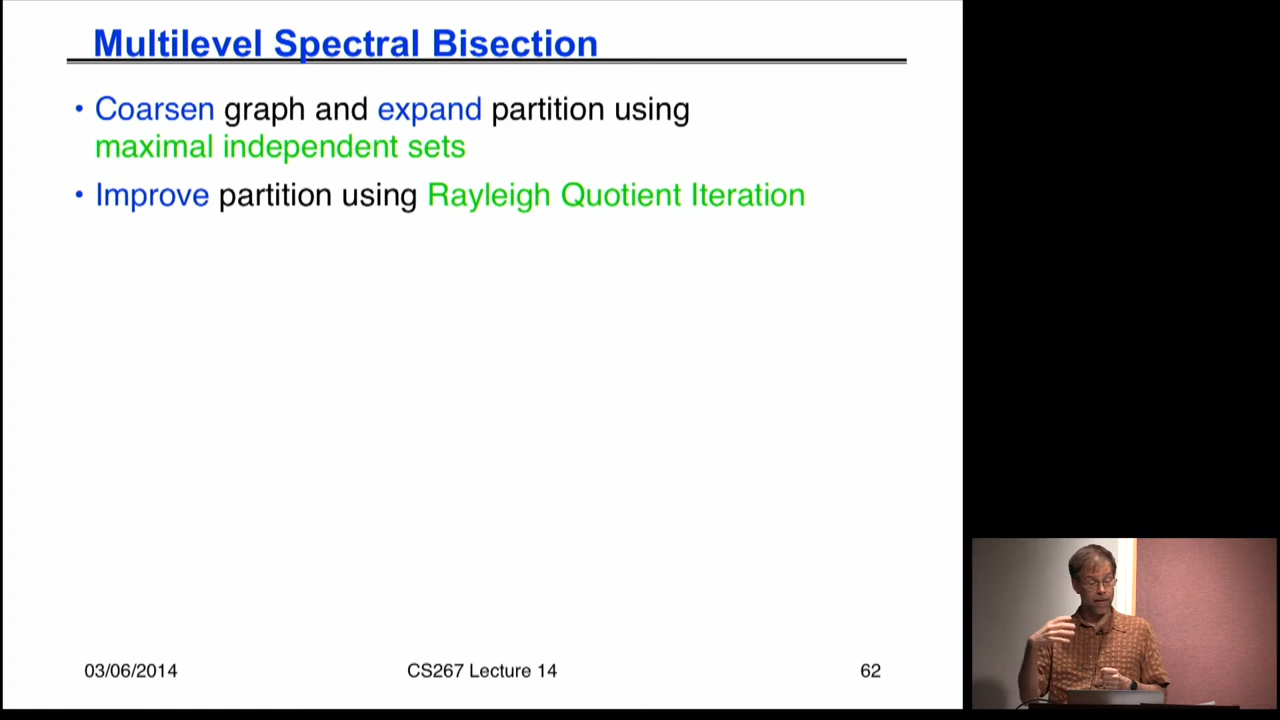 Multilevel Spectral Bisection
• Coarsen graph and expand partition using
maximal independent sets
• Improve partition using Rayleigh Quotient Iteration
03/06/2014
CS267 Lecture 14
62